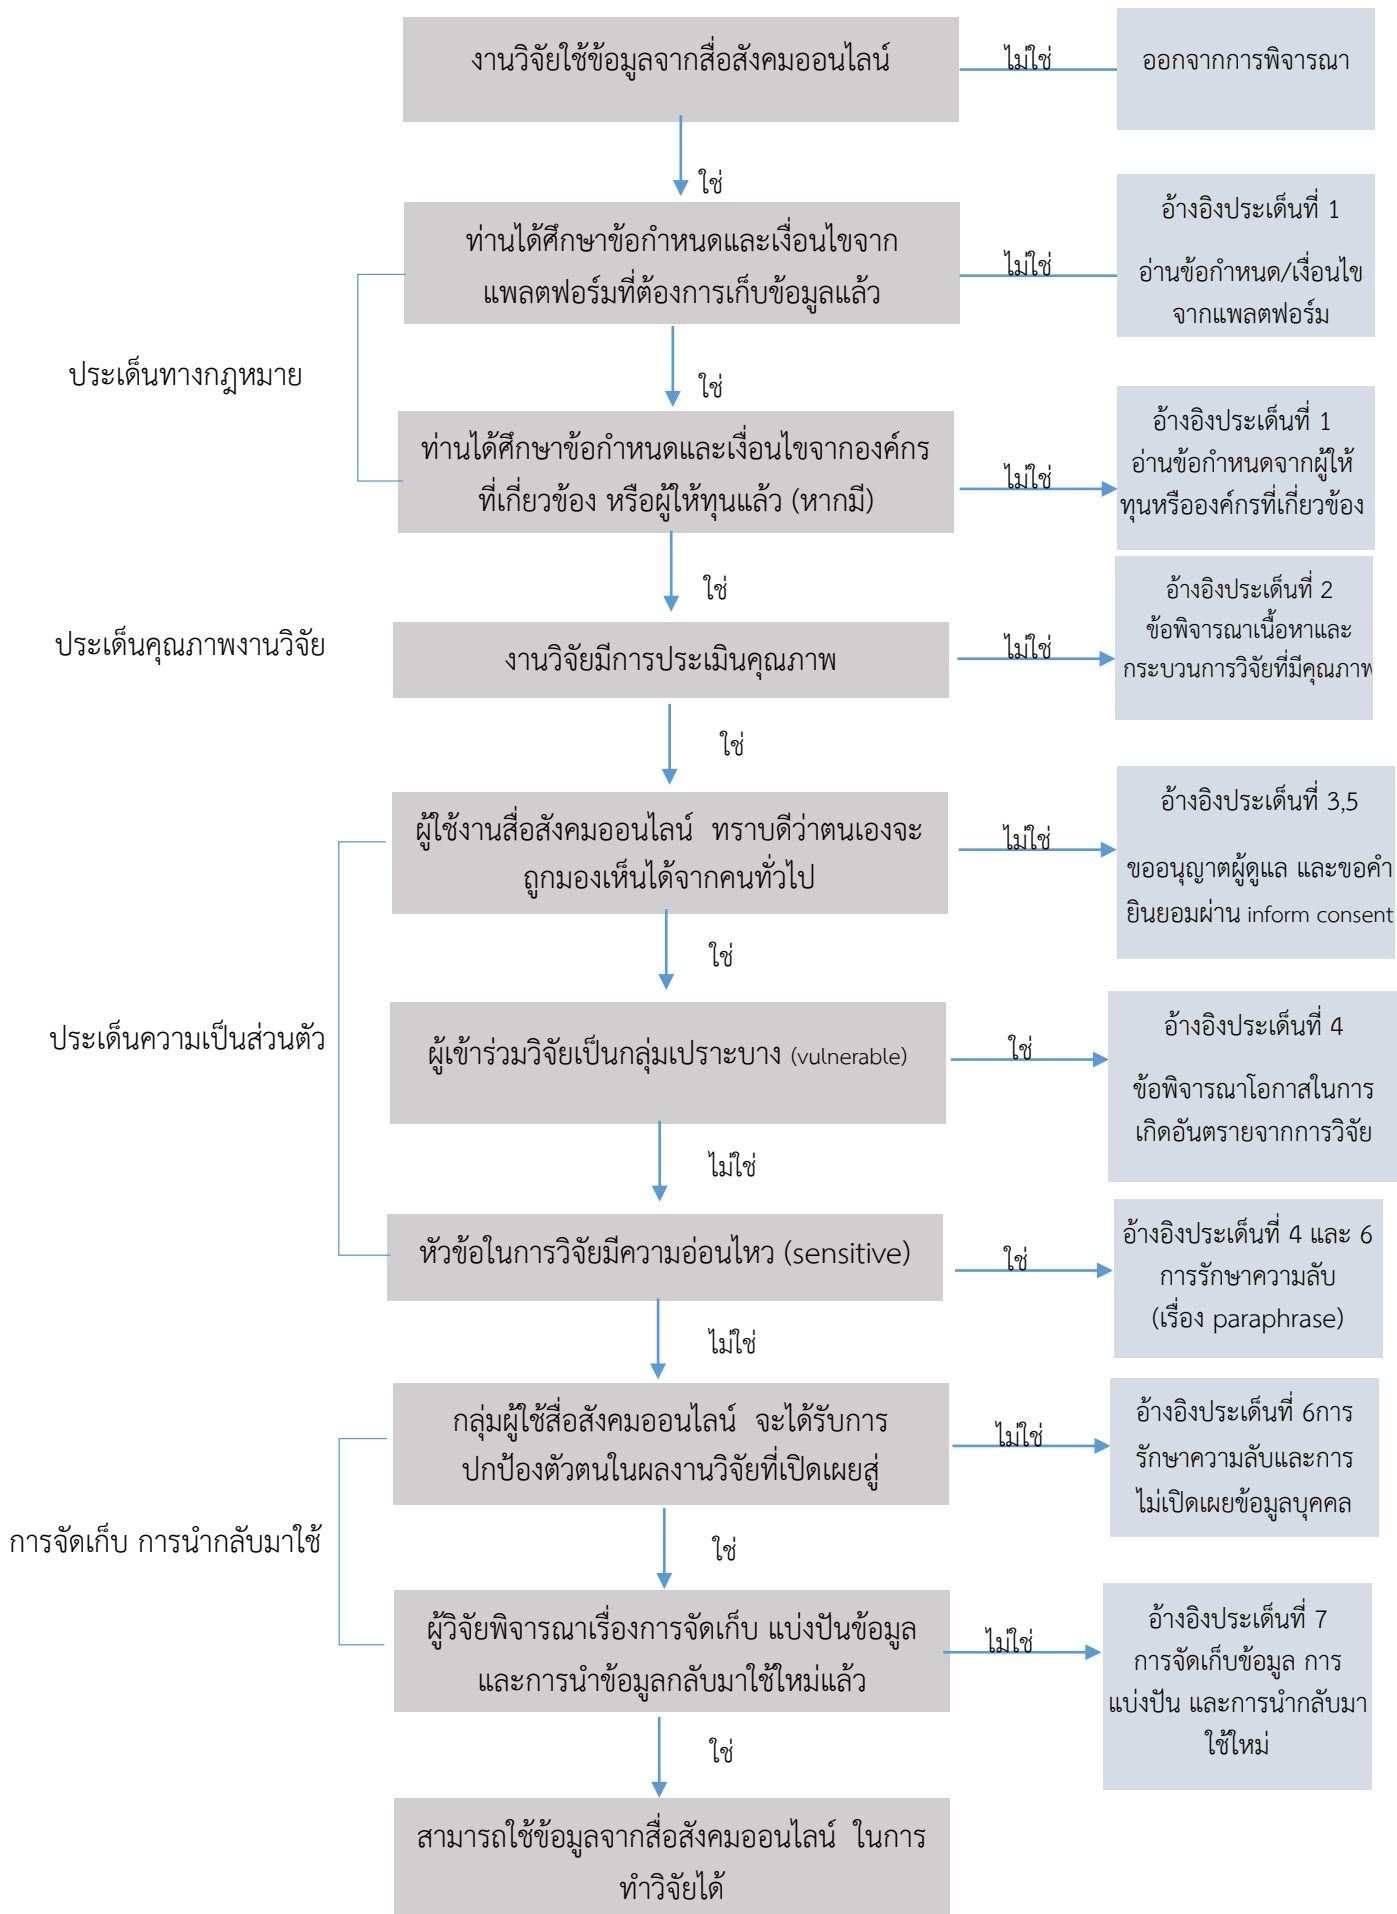 งานวิจัยใช้ข้อมูลจากสื่อสังคมออนไลน์
ไม่ใช่
ออกจากการพิจารณา
ใช่
ท่านได้ศึกษาข้อกำหนดและเงื่อนไขจาก
แพลตฟอร์มที่ต้องการเก็บข้อมูลแล้ว
ไม่ใช่
อ้างอิงประเด็นที่ 1
อ่านข้อกำหนด/เงื่อนไข
จากแพลตฟอร์ม
ประเด็นทางกฎหมาย
ใช่
ท่านได้ศึกษาข้อกำหนดและเงื่อนไขจากองค์กร
ที่เกี่ยวข้อง หรือผู้ให้ทุนแล้ว (หากมี)
ไม่ใช่
อ้างอิงประเด็นที่ 1
อ่านข้อกำหนดจากผู้ให้
ทุนหรือองค์กรที่เกี่ยวข้อง
ใช่
ประเด็นคุณภาพงานวิจัย
งานวิจัยมีการประเมินคุณภาพ
ไม่ใช่
อ้างอิงประเด็นที่ 2
ข้อพิจารณาเนื้อหาและ
กระบวนการวิจัยที่มีคุณภาพ
ใช่
ผู้ใช้งานสื่อสังคมออนไลน์ ทราบดีว่าตนเองจะ
ถูกมองเห็นได้จากคนทั่วไป
ไม่ใช่
อ้างอิงประเด็นที่ 3,5
ขออนุญาตผู้ดูแล และขอคำ
ยินยอมผ่าน inform consent
ใช่
ประเด็นความเป็นส่วนตัว
ผู้เข้าร่วมวิจัยเป็นกลุ่มเปราะบาง (vulnerable)
ใช่
อ้างอิงประเด็นที่ 4
ข้อพิจารณาโอกาสในการ
เกิดอันตรายจากการวิจัย
ไม่ใช่
หัวข้อในการวิจัยมีความอ่อนไหว (sensitive)
ใช่
อ้างอิงประเด็นที่ 4 และ 6
การรักษาความลับ
(เรื่อง paraphrase)
ไม่ใช่
กลุ่มผู้ใช้สื่อสังคมออนไลน์ จะได้รับการ
ปกป้องตัวตนในผลงานวิจัยที่เปิดเผยสู่
ไม่ใช่
อ้างอิงประเด็นที่ 6การ
รักษาความลับและการ
ไม่เปิดเผยข้อมูลบุคคล
การจัดเก็บ การนำกลับมาใช้
ใช่
ผู้วิจัยพิจารณาเรื่องการจัดเก็บ แบ่งปันข้อมูล
และการนำข้อมูลกลับมาใช้ใหม่แล้ว
ไม่ใช่
อ้างอิงประเด็นที่ 7
การจัดเก็บข้อมูล การ
แบ่งปัน และการนำกลับมา
ใช้ใหม่
ใช่
สามารถใช้ข้อมูลจากสื่อสังคมออนไลน์ ในการ
ทำวิจัยได้